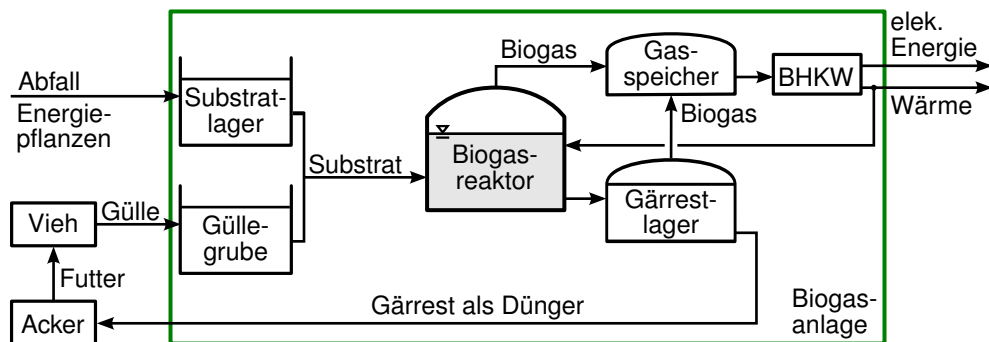 elek.
Energie
Biogas
Gas-
speicher
BHKW
Abfall
Energie-
pflanzen
Substrat-
lager
Wärme
Biogas
Substrat
Biogas-
reaktor
Gärrest-
lager
Vieh
Gülle
Gülle-
grube
Futter
Acker
Gärrest als Dünger
Biogas-
anlage